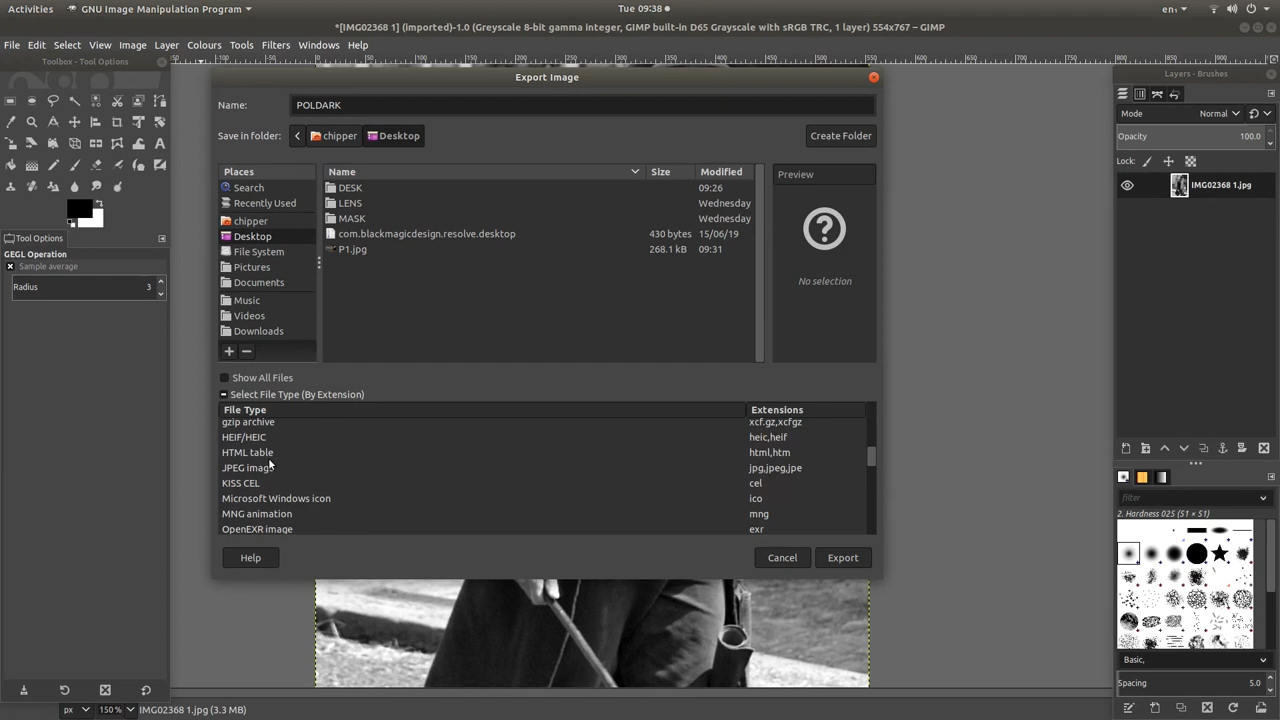 Activities GNU Image Manipulation Program Tue 09:38 en₁
*[IMG02368 1] (imported)-1.0 (Greyscale 8-bit gamma integer, GIMP built-in D65 Grayscale with sRGB TRC, 1 layer) 554x767 – GIMP
File Edit Select View Image Layer Colours Tools Filters Windows Help
Toolbox - Tool Options
Layers - Brushes
Export Image
Name: POLDARK
Save in folder: chipper Desktop Create Folder
Places Name Size Modified Preview
Search DESK 09:26
Recently Used LENS Wednesday
chipper MASK Wednesday
Desktop com.blackmagicdesign.resolve.desktop 430 bytes 15/06/19
File System P1.jpg 268.1 kB 09:31
Pictures
Documents
Music
Videos
Downloads
No selection
Show All Files
Select File Type (By Extension)
File Type Extensions
gzip archive xcf.gz,xcfgz
HEIF/HEIC heic,heif
HTML table html,htm
JPEG image jpg,jpeg,jpe
KISS CEL cel
Microsoft Windows icon ico
MNG animation mng
OpenEXR image exr
Help Cancel Export
Tool Options
GEGL Operation
Sample average
Radius 3
Mode Normal
Opacity 100.0
Lock:
IMG02368 1.jpg
filter
2. Hardness 025 (51 × 51)
Basic,
Spacing 5.0
px 150 % IMG02368 1.jpg (3.3 MB)